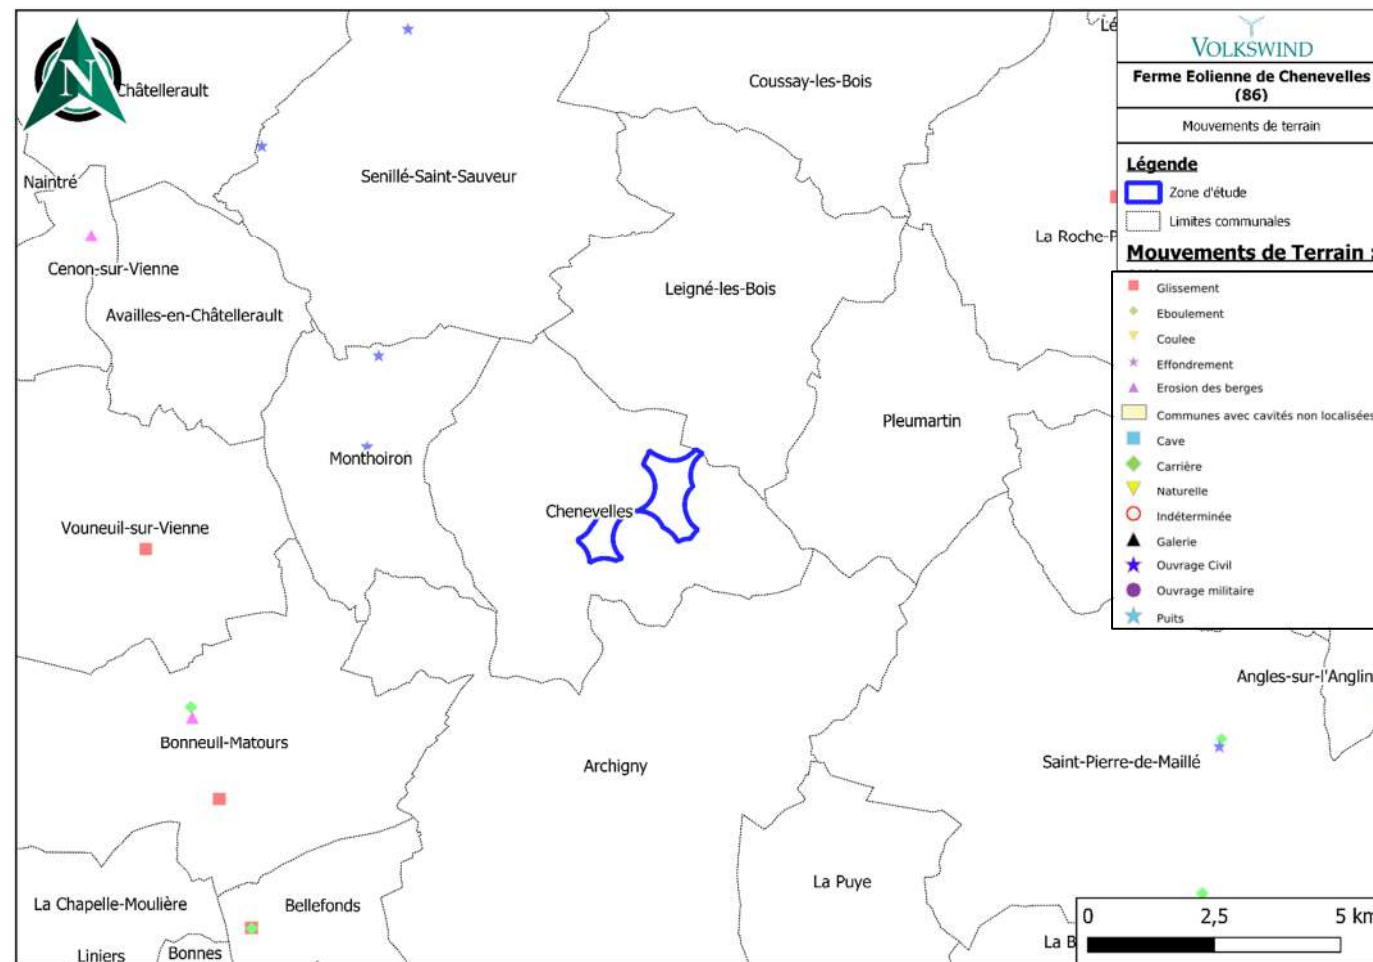 N
Châtellerault
Coussay-les-Bois
Lé
VOLKSWIND
Ferme Eolienne de Chenevelles
(86)
Mouvements de terrain
Légende
Zone d'étude
Limites communales
Mouvements de Terrain :
Glissement
Eboulement
Coulee
Effondrement
Erosion des berges
Communes avec cavités non localisées
Cave
Carrière
Naturelle
Indéterminée
Galerie
Ouvrage Civil
Ouvrage militaire
Puits
Naintré
Senillé-Saint-Sauveur
La Roche-P
Cenon-sur-Vienne
Leigné-les-Bois
Availles-en-Châtellerault
Pleumartin
Monthoiron
Chenevelles
Vouneuil-sur-Vienne
Angles-sur-l'Anglin
Bonneuil-Matours
Archigny
Saint-Pierre-de-Maillé
La Puye
La Chapelle-Moulière
Bellefonds
Liniers
Bonnes
La B
0 2,5 5 km